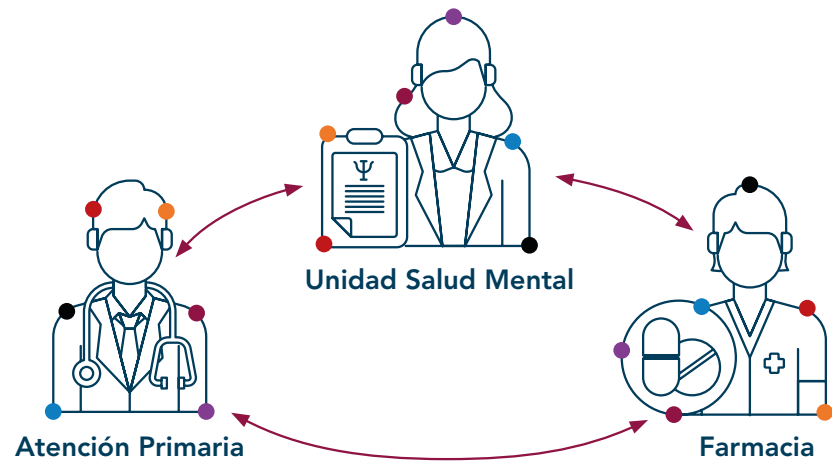 Ψ
Unidad Salud Mental
Atención Primaria
Farmacia